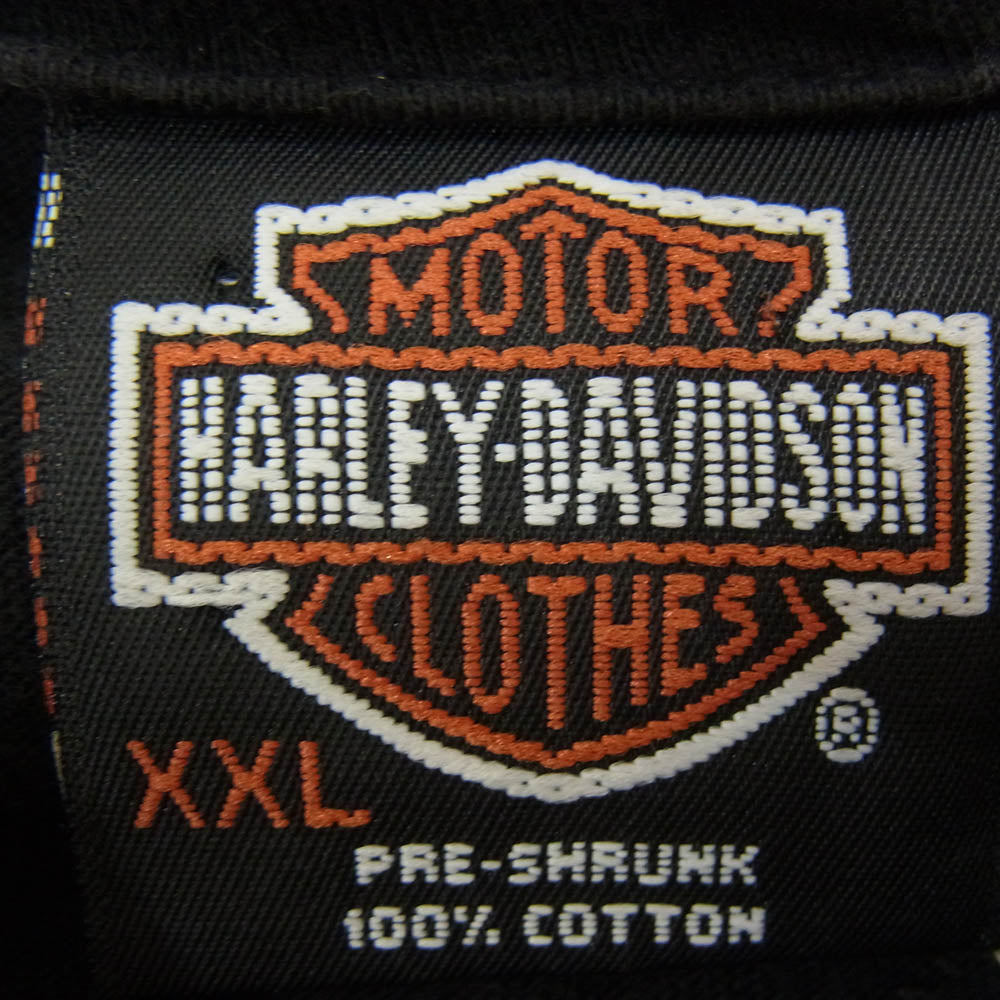 MOTOR
HARLEY-DAVIDSON
CLOTHES
®
XXL
PRE-SHRUNK
100% COTTON